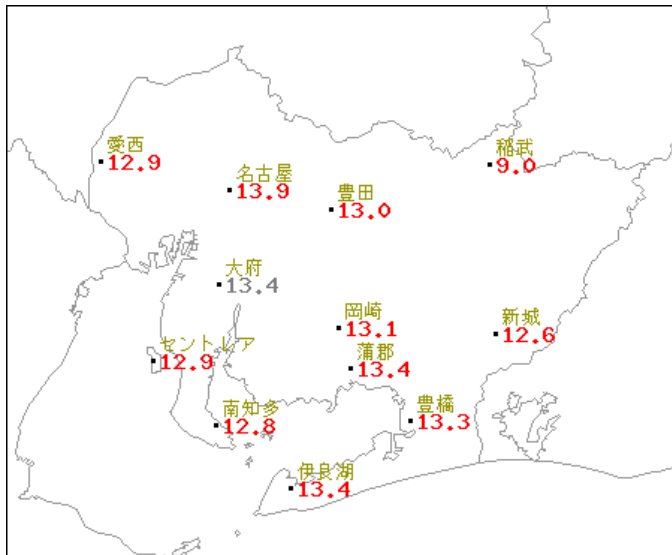 愛西
12.9
稲武
9.0
名古屋
13.9
豊田
13.0
大府
13.4
岡崎
13.1
新城
12.6
セントレア
12.9
蒲郡
13.4
南知多
12.8
豊橋
13.3
伊良湖
13.4